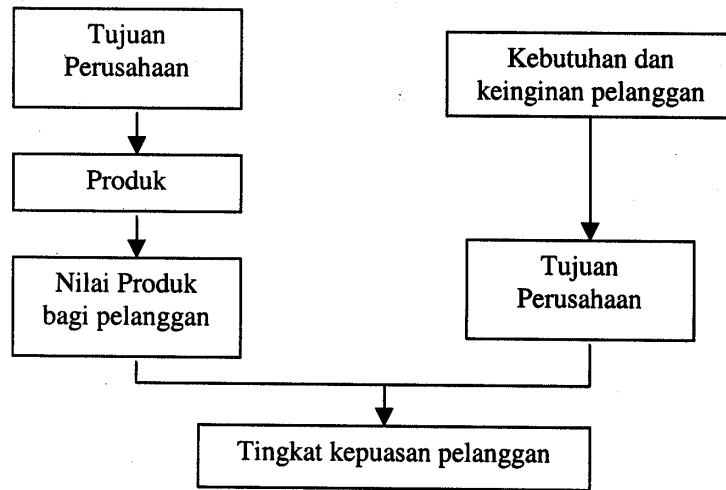 Tujuan
Perusahaan
Produk
Nilai Produk
bagi pelanggan
Kebutuhan dan
keinginan pelanggan
Tujuan
Perusahaan
Tingkat kepuasan pelanggan